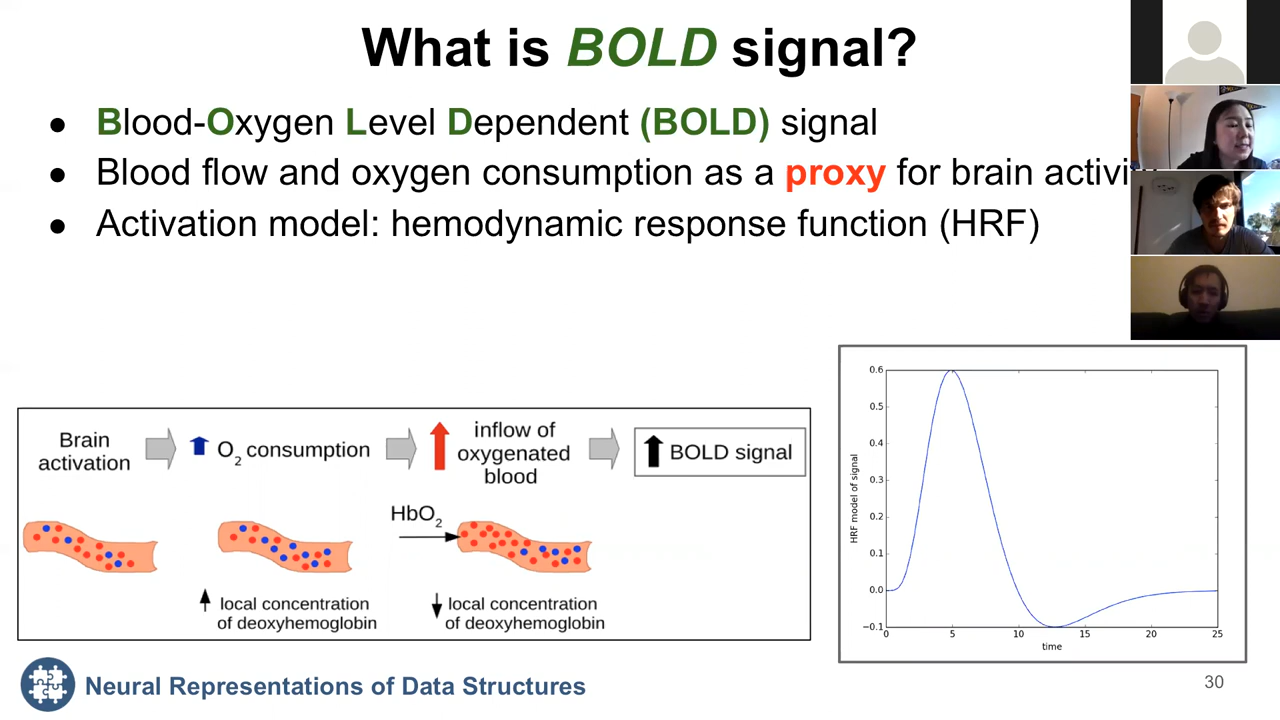 What is BOLD signal?
● Blood-Oxygen Level Dependent (BOLD) signal
● Blood flow and oxygen consumption as a proxy for brain
● Activation model: hemodynamic response function (HRF)
Brain
activation
O2 consumption
inflow of
oxygenated
blood
BOLD signal
HbO2
local concentration
of deoxyhemoglobin
local concentration
of deoxyhemoglobin
HRF model of signal
0.6
0.5
0.4
0.3
0.2
0.1
0.0
−0.1
0 5 10 15 20 25
time
Neural Representations of Data Structures
30